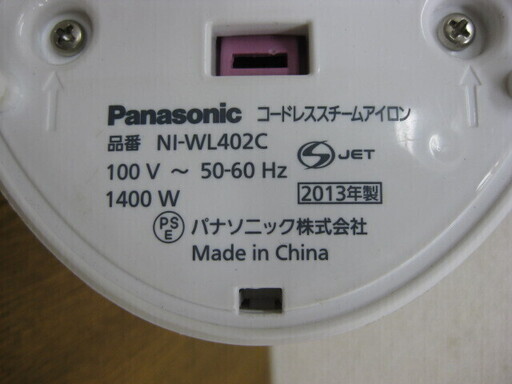 Panasonic コードレススチームアイロン
品番 NI-WL402C
100 V ～ 50-60 Hz
S JET
1400 W
2013年製
PS E パナソニック株式会社
Made in China